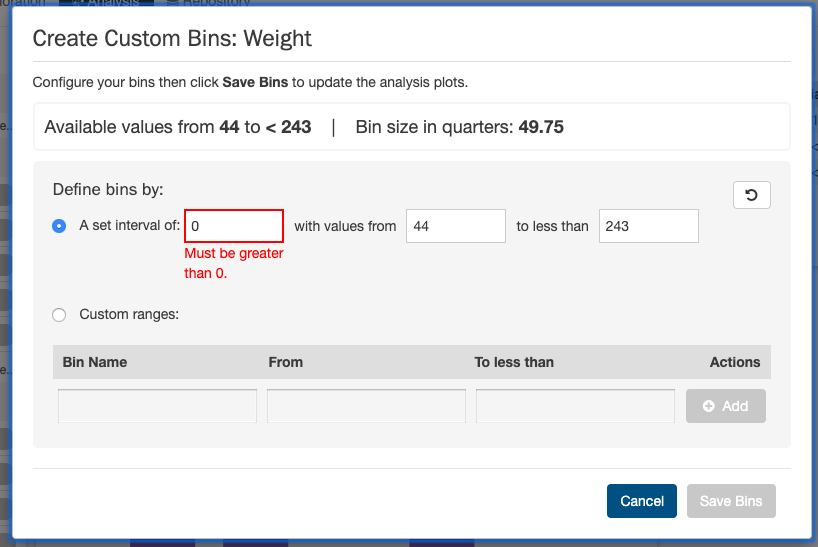 Analysis
Repository
Create Custom Bins: Weight
Configure your bins then click Save Bins to update the analysis plots.
Available values from 44 to < 243 | Bin size in quarters: 49.75
Define bins by:
A set interval of: 0 with values from 44 to less than 243
Must be greater
than 0.
Custom ranges:
Bin Name From To less than Actions
Add
Cancel Save Bins